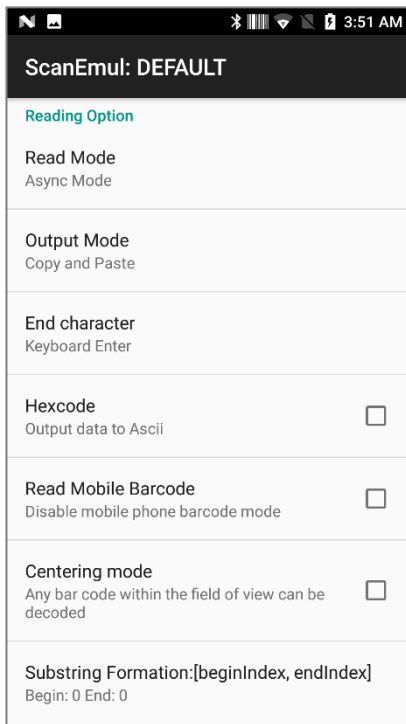 3:51 AM
ScanEmul: DEFAULT
Reading Option
Read Mode
Async Mode
Output Mode
Copy and Paste
End character
Keyboard Enter
Hexcode
Output data to Ascii
Read Mobile Barcode
Disable mobile phone barcode mode
Centering mode
Any bar code within the field of view can be
decoded
Substring Formation:[beginIndex, endIndex]
Begin: 0 End: 0